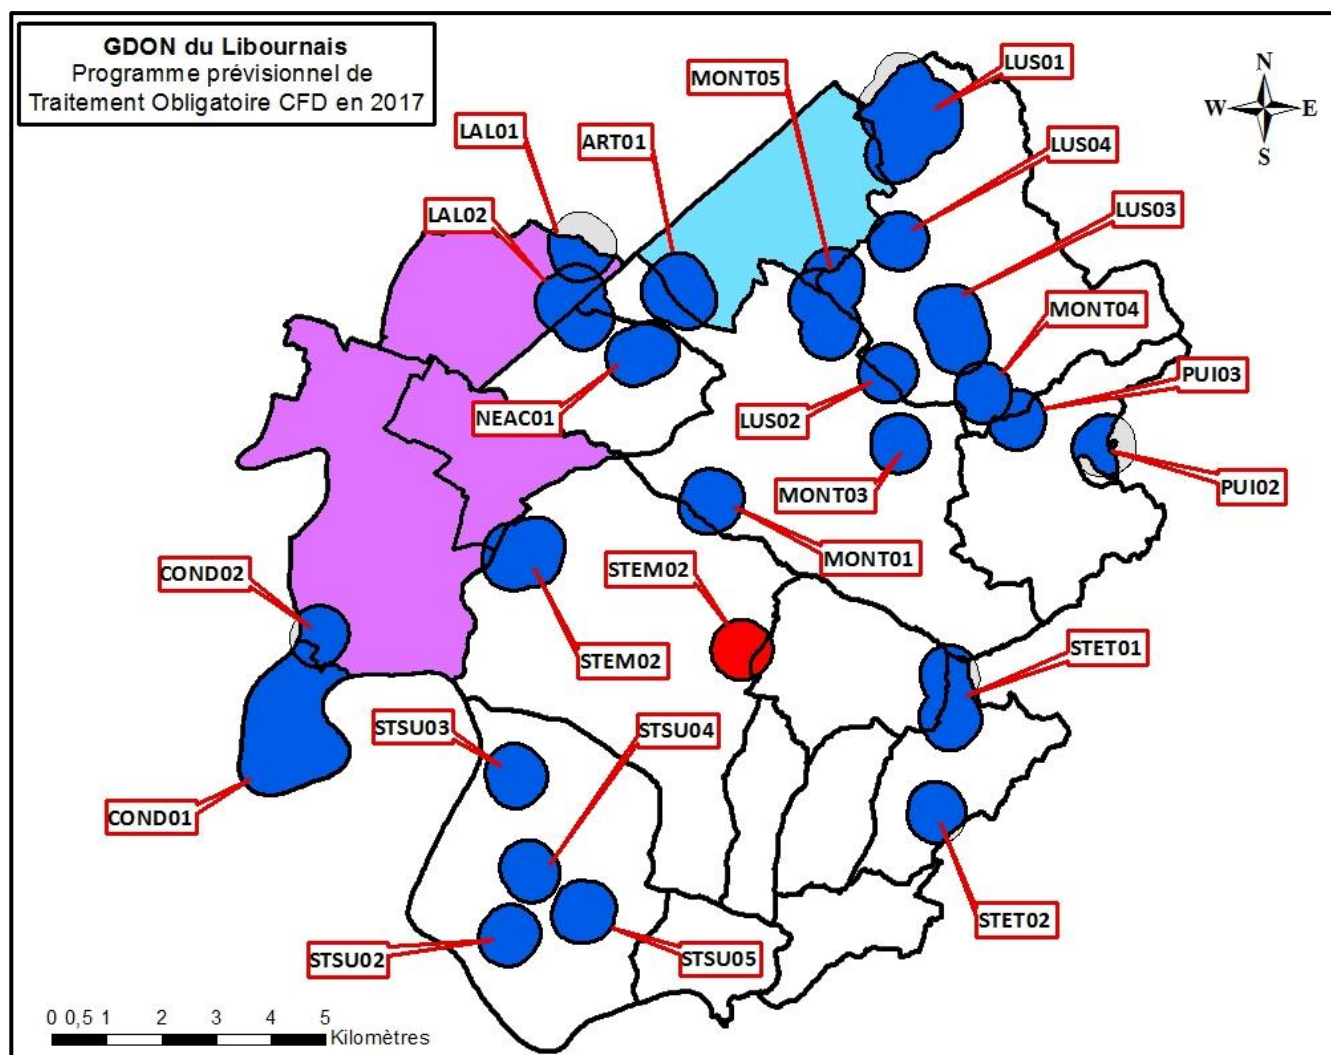 GDON du Libournais
Programme prévisionnel de
Traitement Obligatoire CFD en 2017
LUS01
N
W
E
S
MONT05
LAL01
ART01
LUS04
LAL02
LUS03
MONT04
PUI03
NEAC01
LUS02
PUI02
MONT03
MONT01
COND02
STEM02
STEM02
STET01
STSU03
STSU04
COND01
STET02
STSU02
STSU05
0 0,5 1 2 3 4 5
Kilomètres